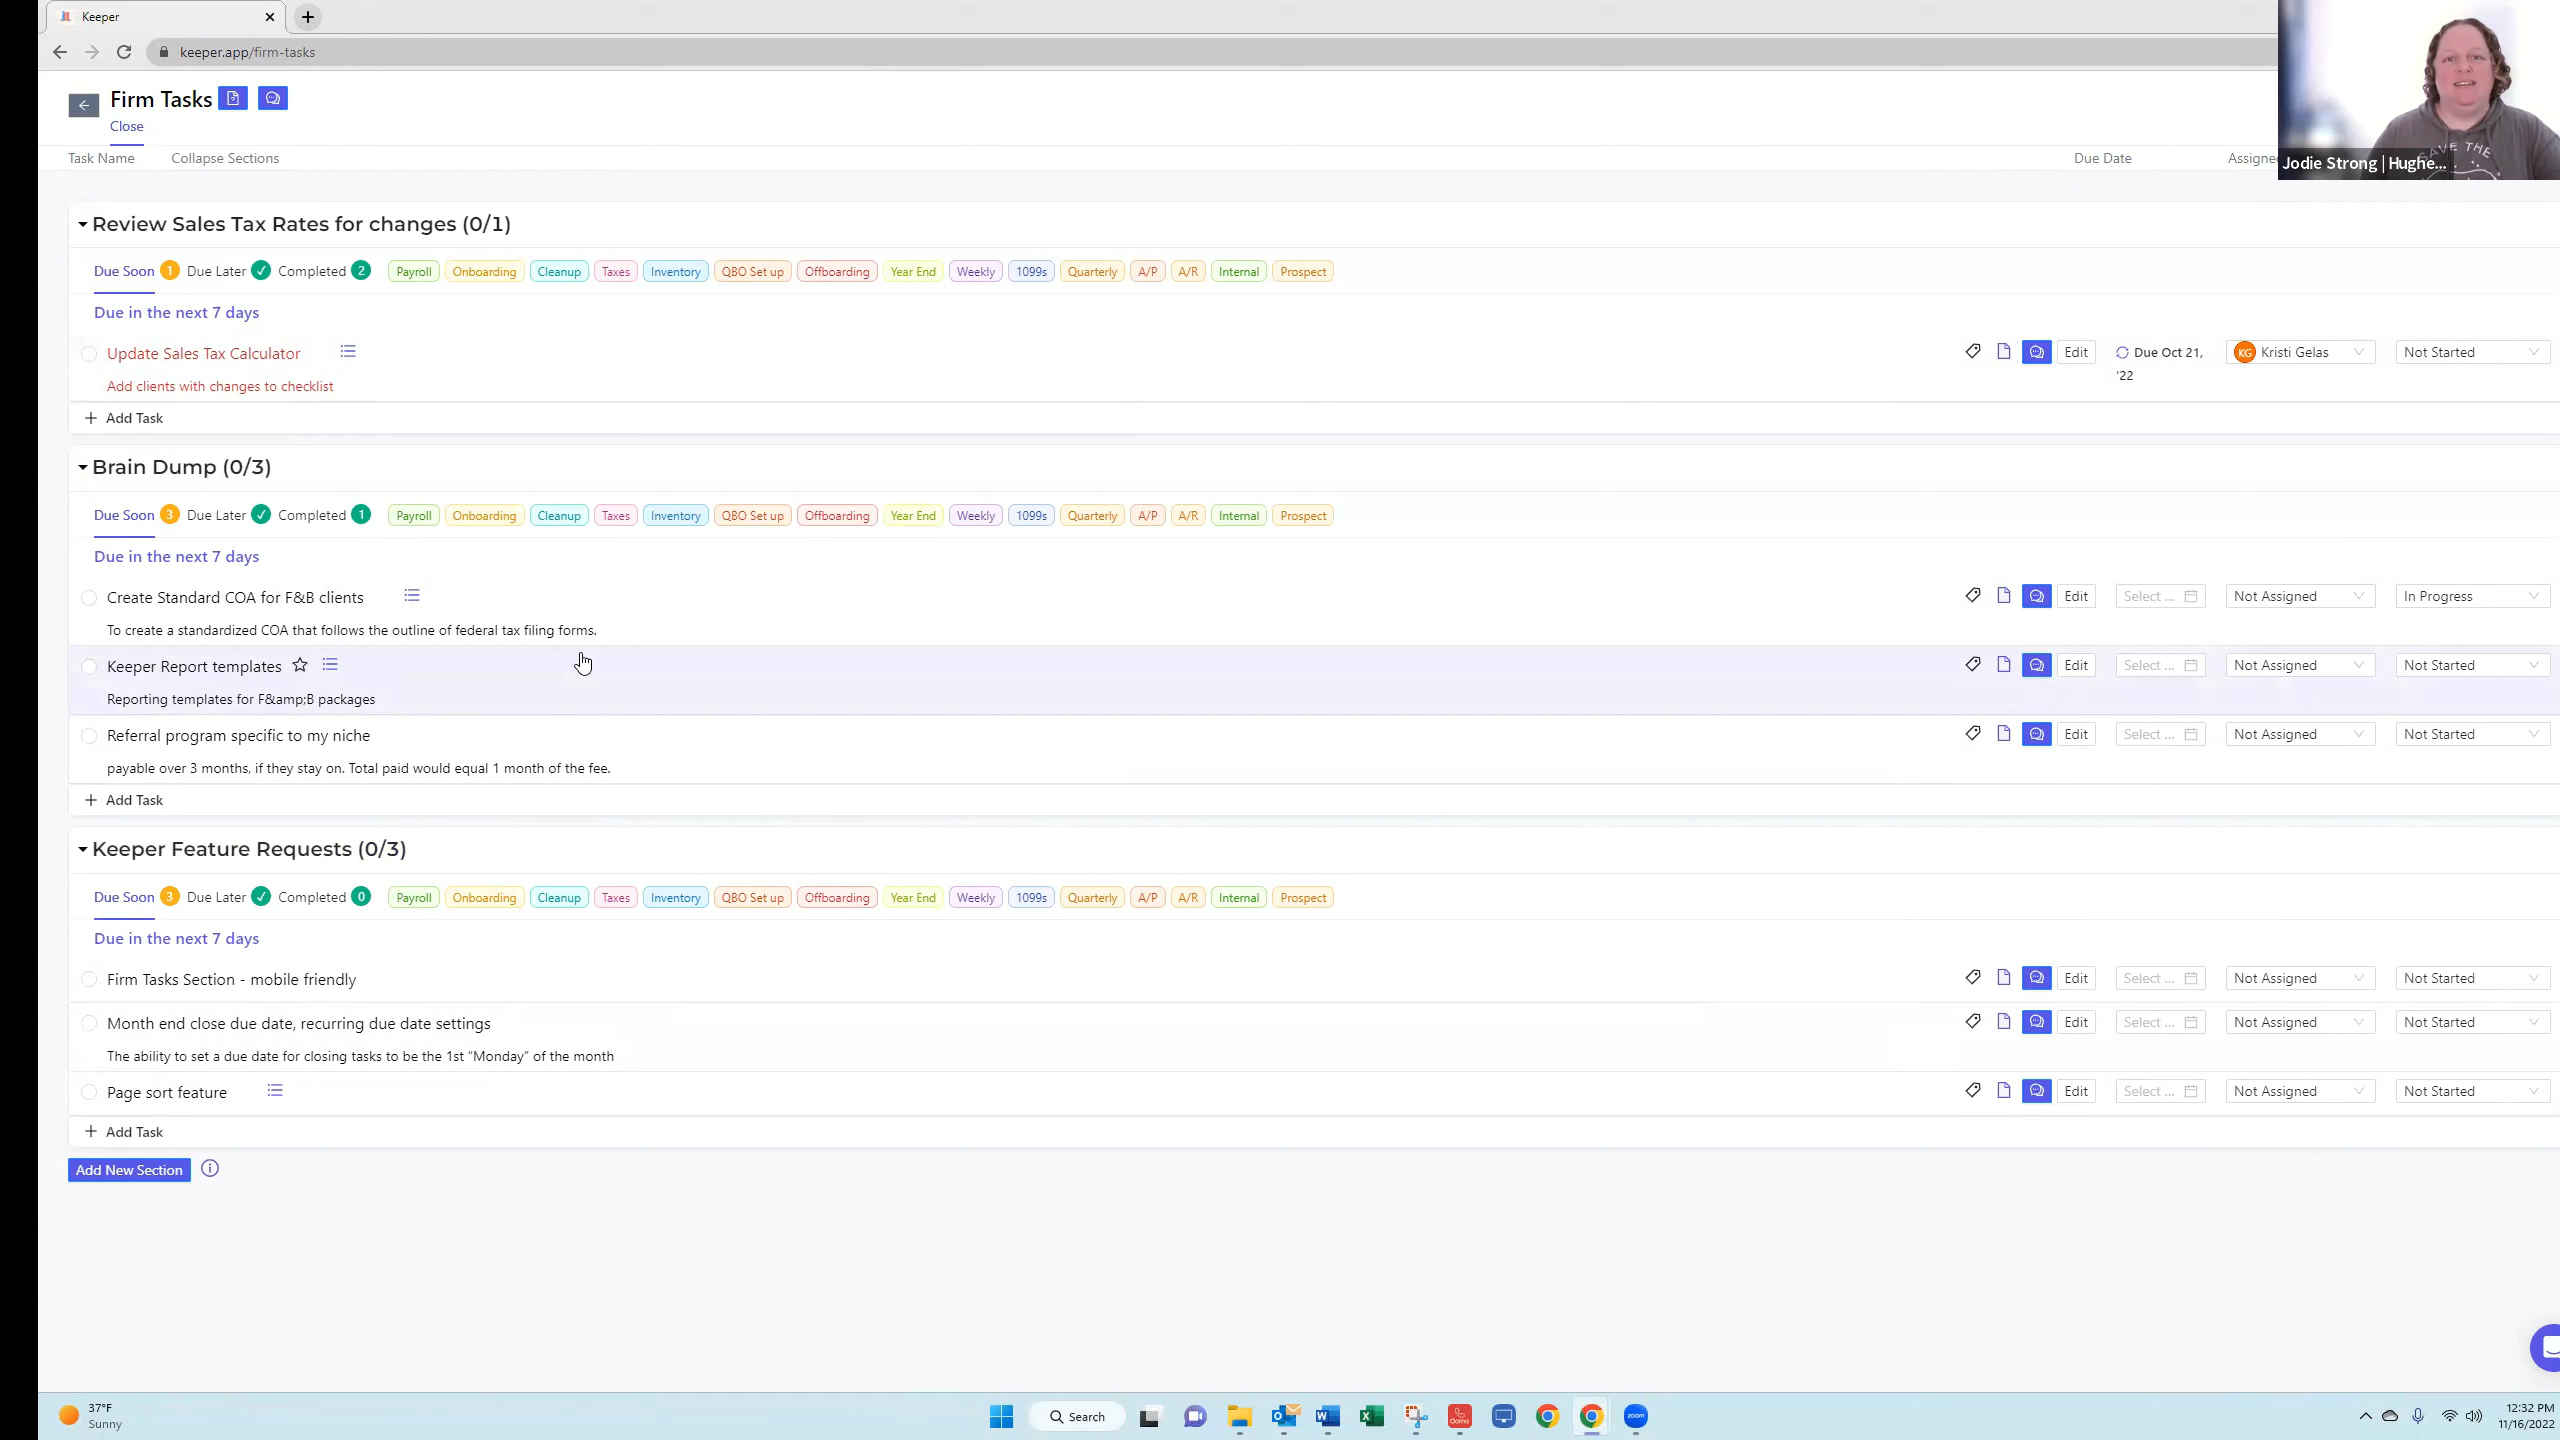 Keeper
keeper.app/firm-tasks
Firm Tasks
Close
Task Name Collapse Sections Due Date Assigne
Jodie Strong | Hughe...
SAVE THE
Review Sales Tax Rates for changes (0/1)
Due Soon 1 Due Later Completed 2 Payroll Onboarding Cleanup Taxes Inventory QBO Set up Offboarding Year End Weekly 1099s Quarterly A/P A/R Internal Prospect
Due in the next 7 days
Update Sales Tax Calculator Edit Due Oct 21, KG Kristi Gelas Not Started
'22
Add clients with changes to checklist
+ Add Task
Brain Dump (0/3)
Due Soon 3 Due Later Completed 1 Payroll Onboarding Cleanup Taxes Inventory QBO Set up Offboarding Year End Weekly 1099s Quarterly A/P A/R Internal Prospect
Due in the next 7 days
Create Standard COA for F&B clients Edit Select ... Not Assigned In Progress
To create a standardized COA that follows the outline of federal tax filing forms.
Keeper Report templates Edit Select ... Not Assigned Not Started
Reporting templates for F&amp;B packages
Referral program specific to my niche Edit Select ... Not Assigned Not Started
payable over 3 months, if they stay on. Total paid would equal 1 month of the fee.
+ Add Task
Keeper Feature Requests (0/3)
Due Soon 3 Due Later Completed 0 Payroll Onboarding Cleanup Taxes Inventory QBO Set up Offboarding Year End Weekly 1099s Quarterly A/P A/R Internal Prospect
Due in the next 7 days
Firm Tasks Section - mobile friendly Edit Select ... Not Assigned Not Started
Month end close due date, recurring due date settings Edit Select ... Not Assigned Not Started
The ability to set a due date for closing tasks to be the 1st “Monday” of the month
Page sort feature Edit Select ... Not Assigned Not Started
+ Add Task
Add New Section
37°F
Sunny
Search
Ooma
zoom
12:32 PM
11/16/2022